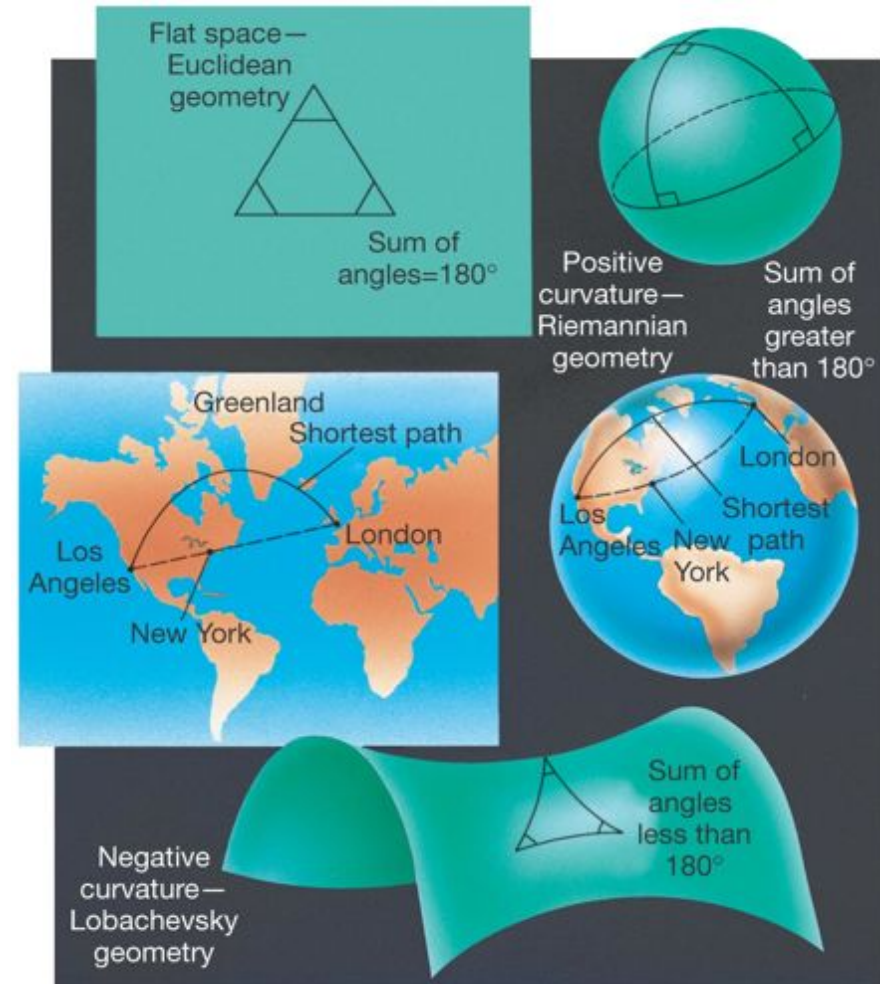 Flat space—
Euclidean
geometry
Sum of
angles=180°
Positive
curvature—
Riemannian
geometry
Sum of
angles
greater
than 180°
Greenland
Shortest path
London
Los
Angeles
New York
London
Los
Angeles
Shortest
path
New
York
Sum of
angles
less than
180°
Negative
curvature—
Lobachevsky
geometry